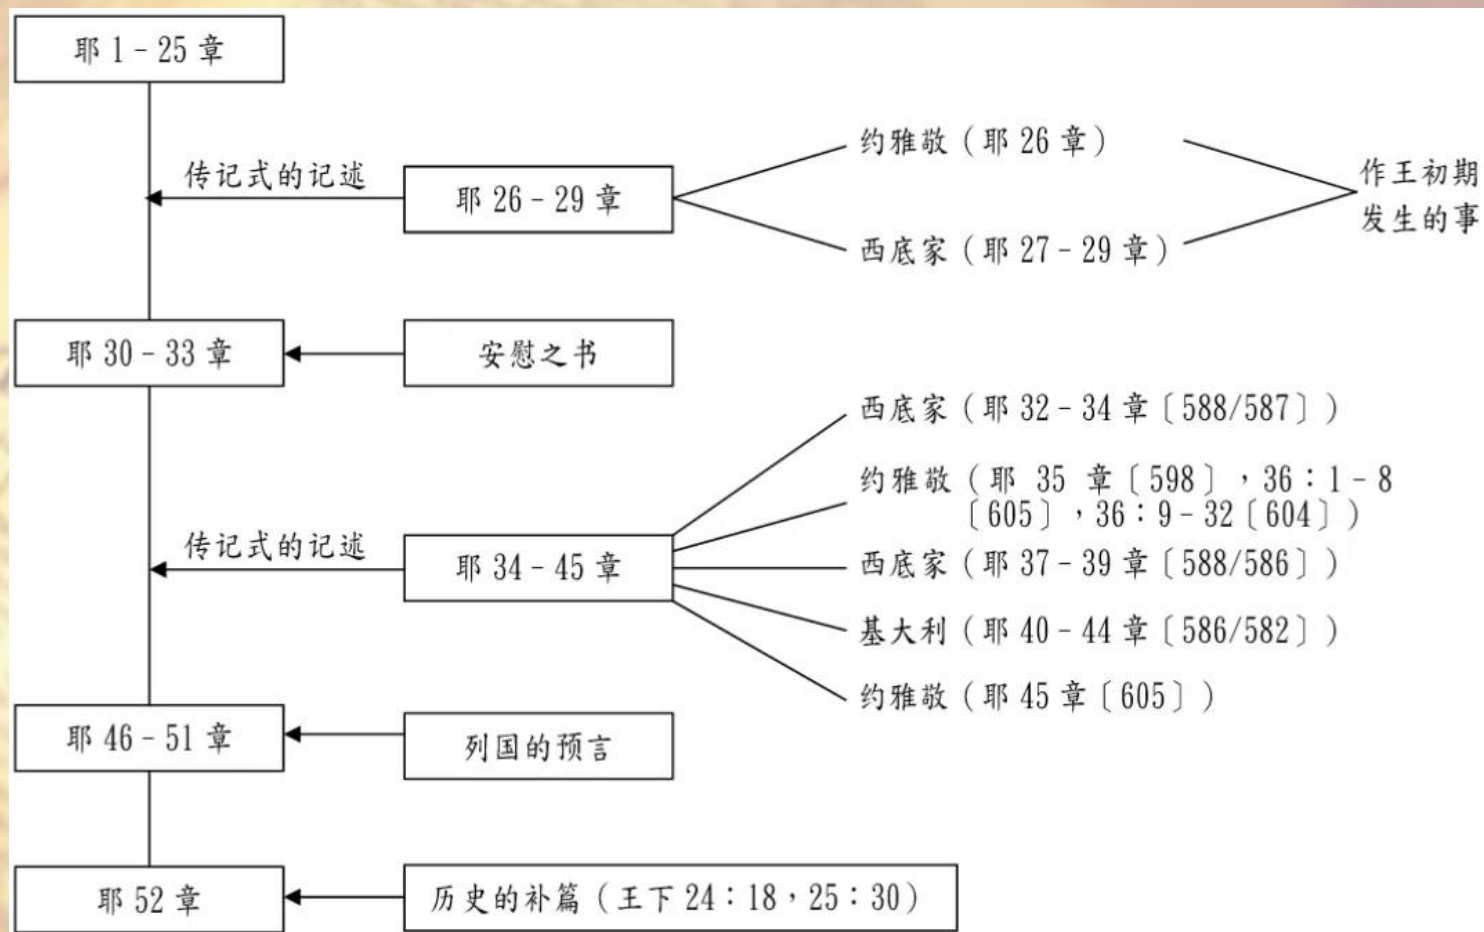 耶 1－25 章
传记式的记述
耶 26－29 章
约雅敬（耶 26 章）
西底家（耶 27－29 章）
作王初期
发生的事
耶 30－33 章
安慰之书
传记式的记述
耶 34－45 章
西底家（耶 32－34 章〔588/587〕）
约雅敬（耶 35 章〔598〕，36：1－8
〔605〕，36：9－32〔604〕）
西底家（耶 37－39 章〔588/586〕）
基大利（耶 40－44 章〔586/582〕）
约雅敬（耶 45 章〔605〕）
耶 46－51 章
列国的预言
耶 52 章
历史的补篇（王下 24：18，25：30）